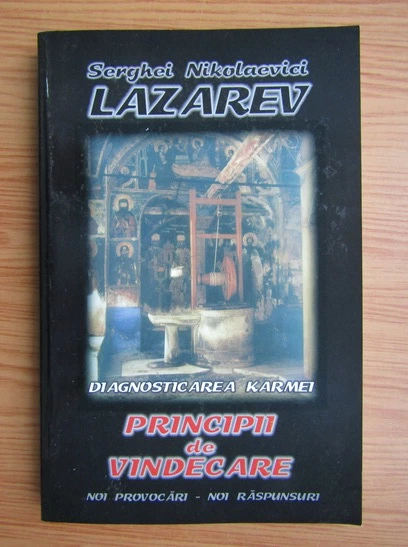 Serghei Nikolaevici
LAZAREV
DIAGNOSTICAREA KARMEI
PRINCIPII
de
VINDECARE
NOI PROVOCĂRI - NOI RĂSPUNSURI